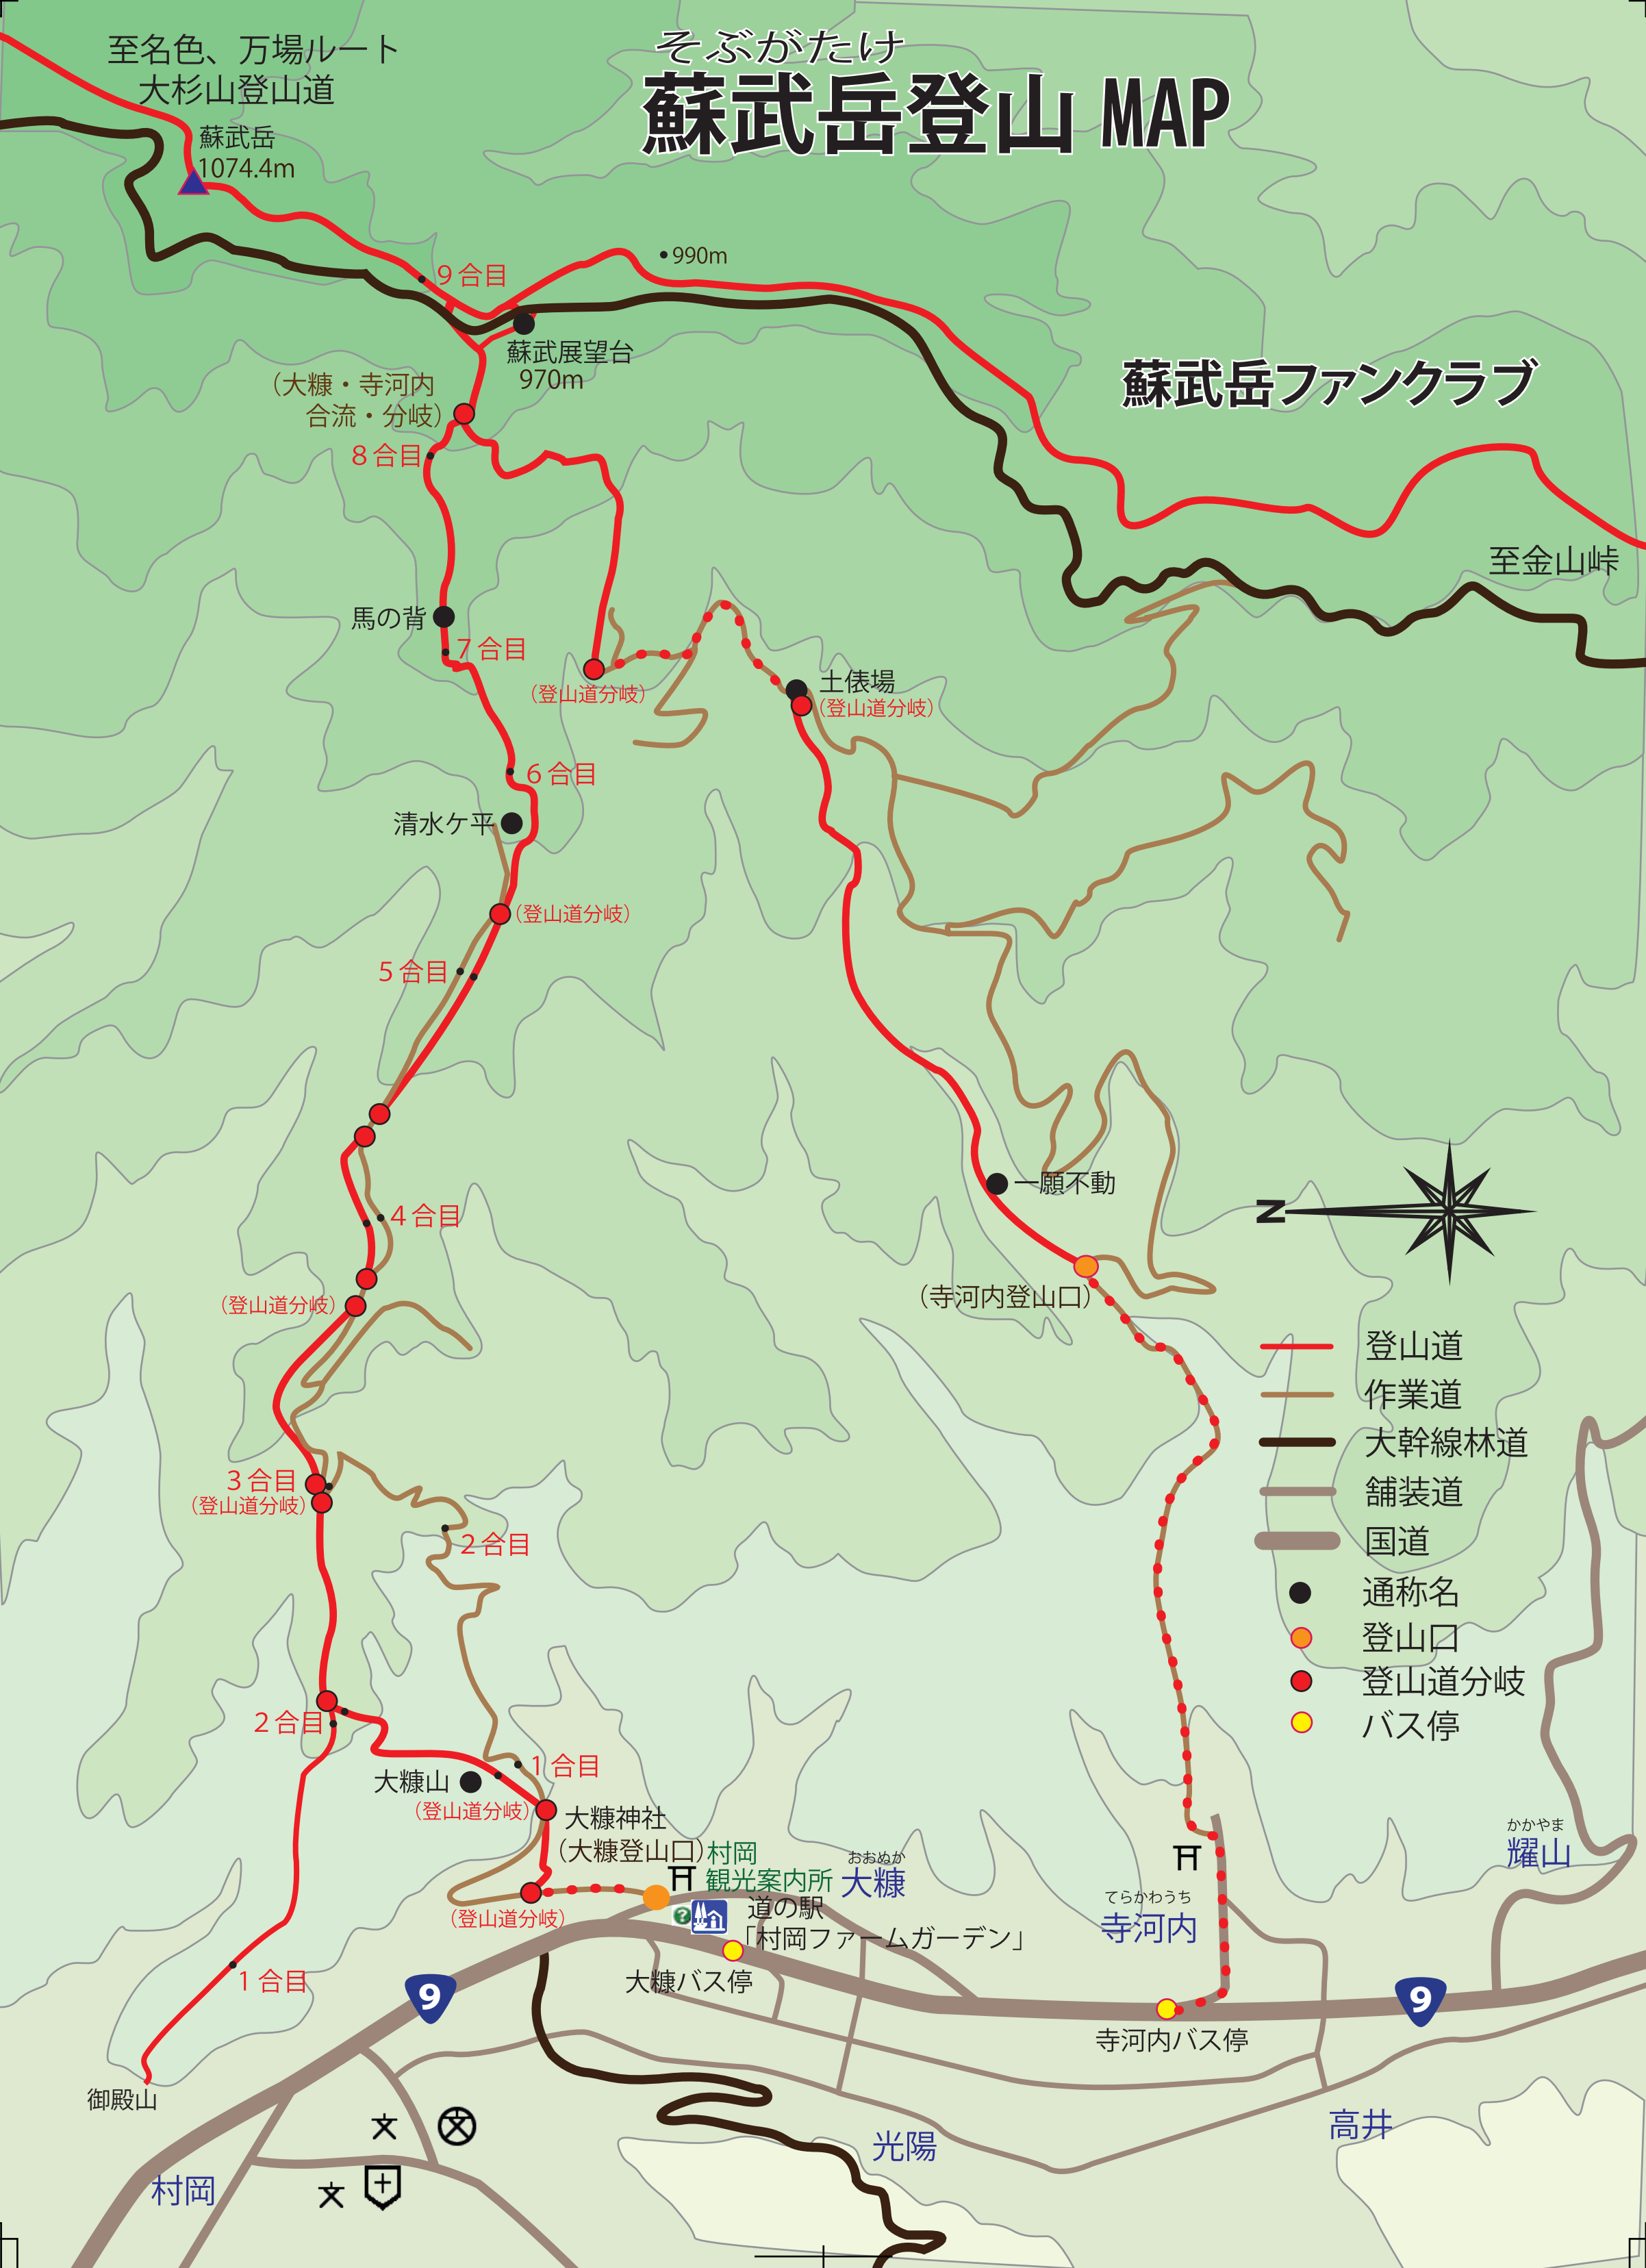 至名色、万場ルート
大杉山登山道
そぶがたけ
蘇武岳登山 MAP
蘇武岳
1074.4m
990m
9合目
蘇武展望台
970m
蘇武岳ファンクラブ
(大糠・寺河内
合流・分岐)
8合目
至金山峠
馬の背
7合目
(登山道分岐)
土俵場
(登山道分岐)
6合目
清水ケ平
(登山道分岐)
5合目
一願不動
N
4合目
(登山道分岐)
(寺河内登山口)
登山道
作業道
大幹線林道
舗装道
国道
通称名
登山口
登山道分岐
バス停
3合目
(登山道分岐)
2合目
2合目
1合目
大糠山
(登山道分岐)
大糠神社
(大糠登山口)
村岡
観光案内所
おおぬか
大糠
かかやま
耀山
道の駅
「村岡ファームガーデン」
(登山道分岐)
てらかわうち
寺河内
大糠バス停
1合目
9
9
寺河内バス停
御殿山
高井
光陽
村岡